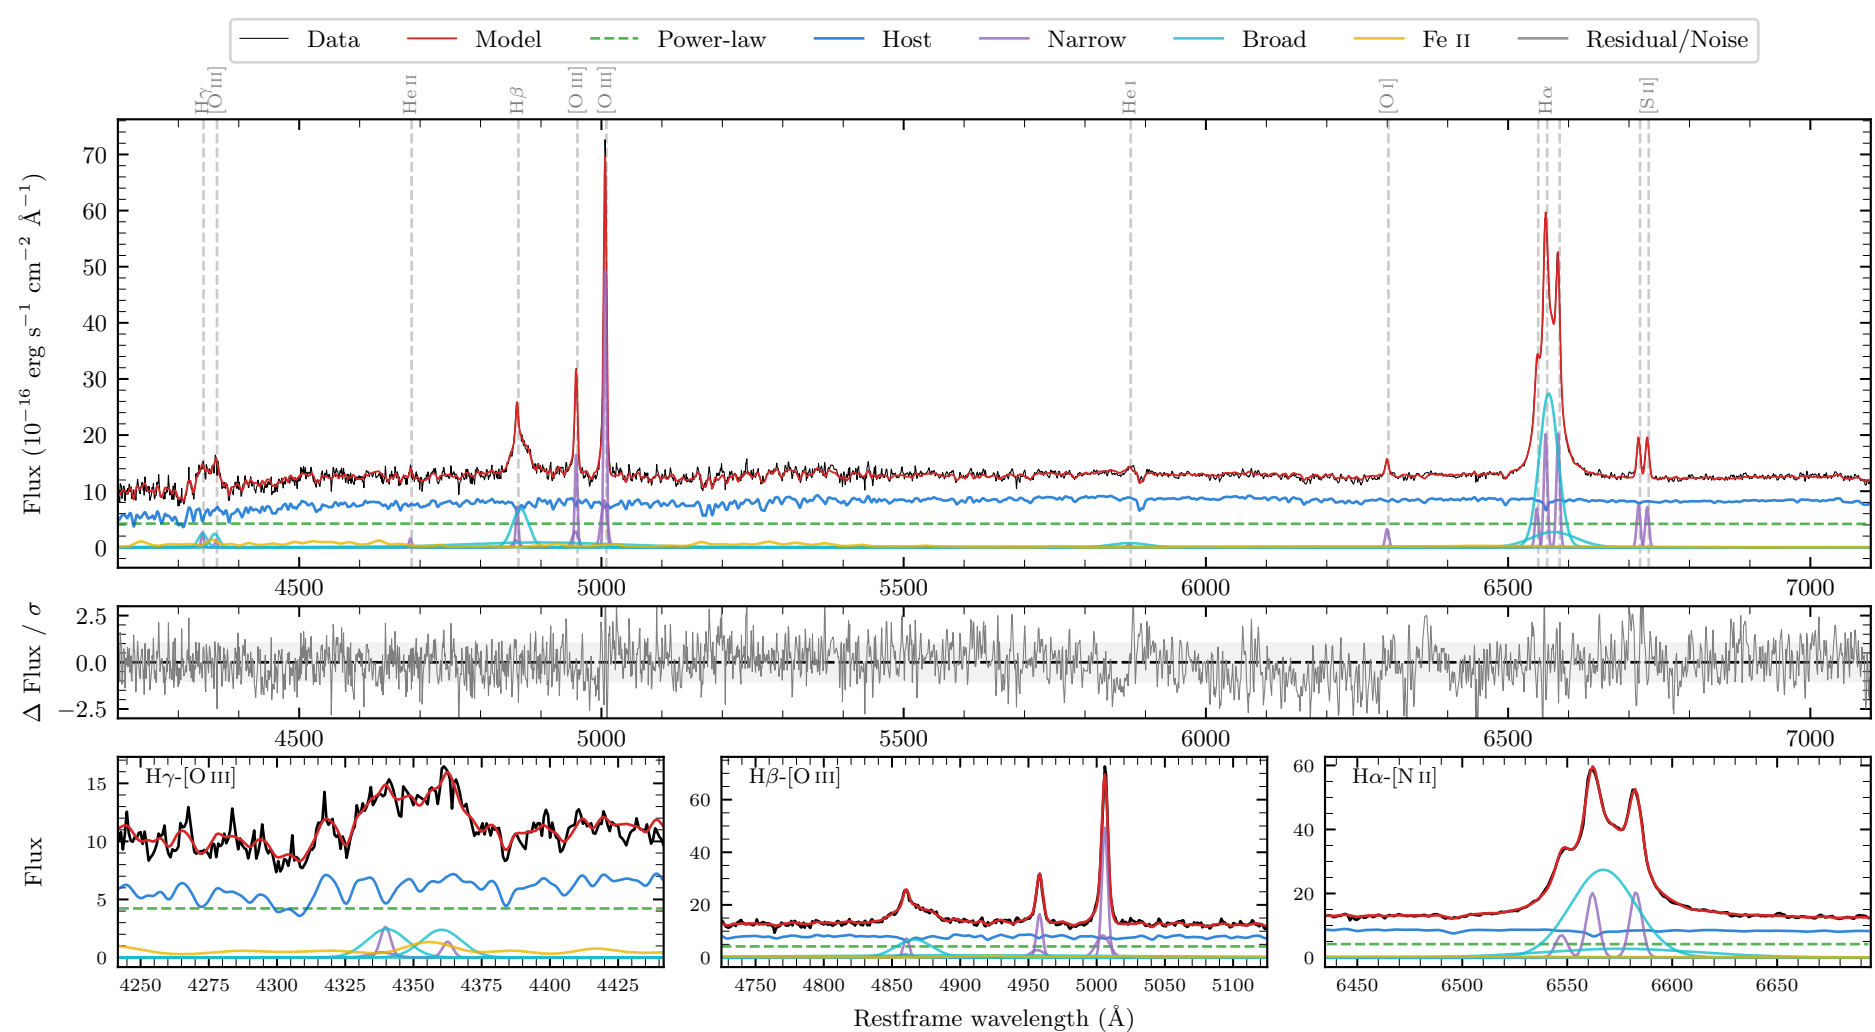 Data Model Power-law Host Narrow Broad Fe II Residual/Noise
Hγ [O III] He II Hβ [O III] [O III] He I [O I] Hα [S II]
Flux (10⁻¹⁶ erg s⁻¹ cm⁻² Å⁻¹)
70
60
50
40
30
20
10
0
4500 5000 5500 6000 6500 7000
Δ Flux / σ
2.5
0.0
−2.5
4500 5000 5500 6000 6500 7000
Flux
Hγ-[O III]
15
10
5
0
4250 4275 4300 4325 4350 4375 4400 4425
Hβ-[O III]
60
40
20
0
4750 4800 4850 4900 4950 5000 5050 5100
Hα-[N II]
60
40
20
0
6450 6500 6550 6600 6650
Restframe wavelength (Å)